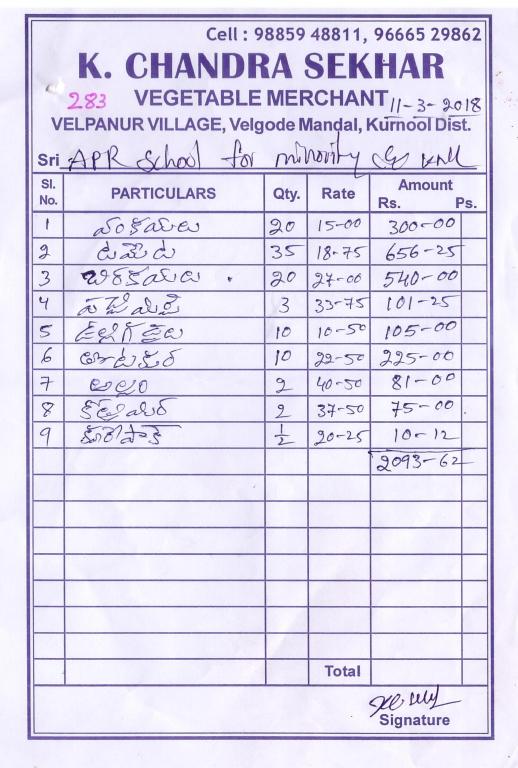 Cell : 98859 48811, 96665 29862
K. CHANDRA SEKHAR
283 VEGETABLE MERCHANT 11-3-2018
VELPANUR VILLAGE, Velgode Mandal, Kurnool Dist.
Sri APR School for minority
Sl. No. PARTICULARS Qty. Rate Amount Rs. Ps.
1 వంకాయలు 20 15-00 300-00
2 టమేటో 35 18-75 656-25
3 బీరకాయలు 20 27-00 540-00
4 పచ్చిమిర్చి 3 33-75 101-25
5 ఉల్లిగడ్డలు 10 10-50 105-00
6 తోటకూర 10 22-50 225-00
7 అల్లం 2 40-50 81-00
8 కొత్తిమీర 2 37-50 75-00
9 కరేపాకు 1/2 20-25 10-12
2093-62
Total
Signature